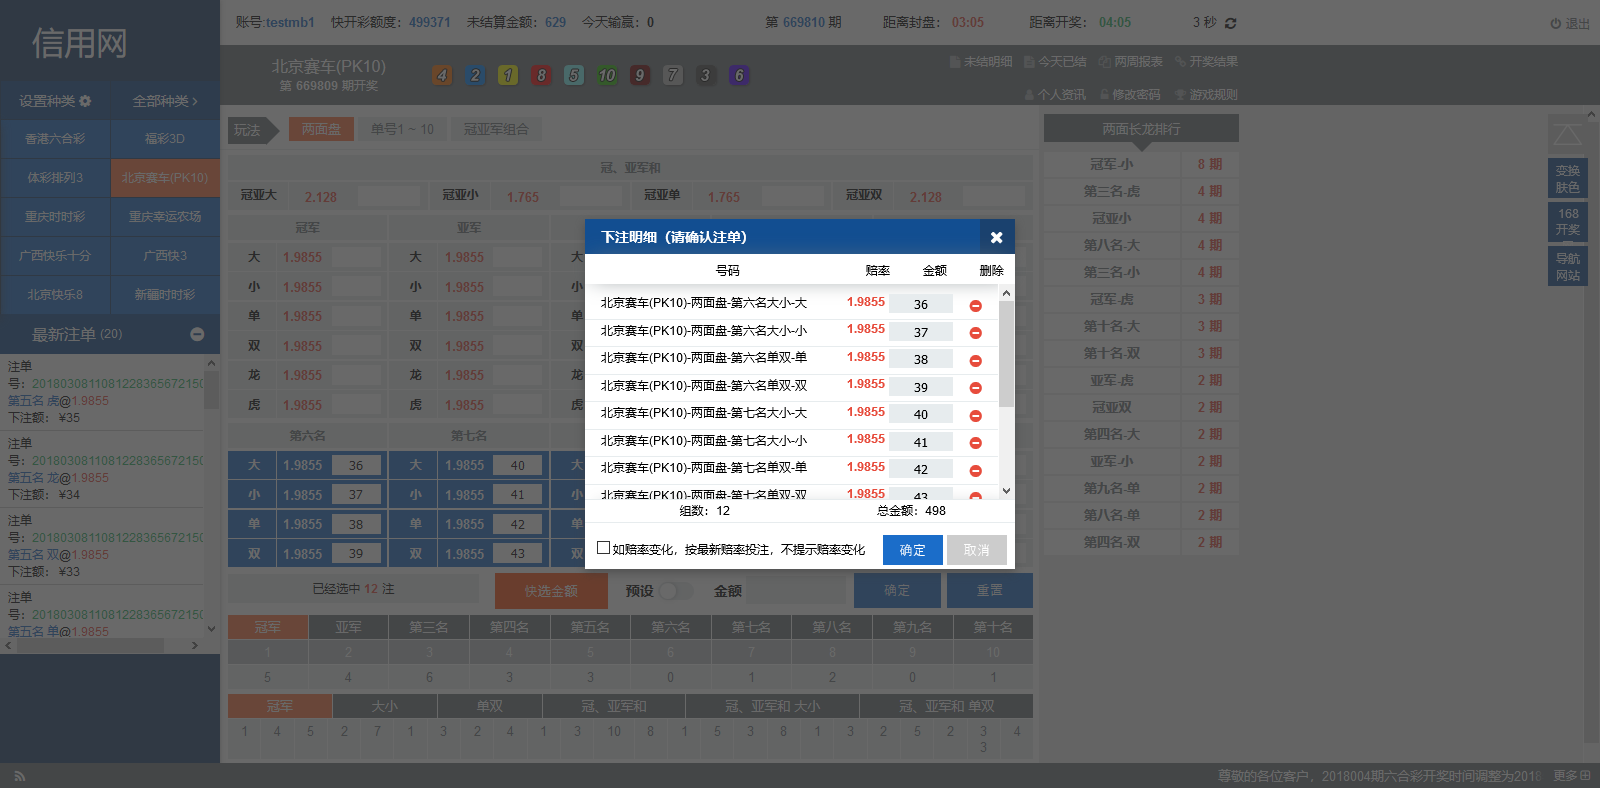 账号:testmb1 快开彩额度: 499371 未结算金额: 629 今天输赢: 0 第 669810 期 距离封盘: 03:05 距离开奖: 04:05 3 秒 退出
信用网
北京赛车(PK10)
第 669809 期开奖
4 2 1 8 5 10 9 7 3 6
未结明细 今天已结 两周报表 开奖结果
个人资讯 修改密码 游戏规则
设置种类 全部种类
香港六合彩 福彩3D
体彩排列3 北京赛车(PK10)
重庆时时彩 重庆幸运农场
广西快乐十分 广西快3
北京快乐8 新疆时时彩
最新注单 (20)
注单
号: 2018030811081228365672150
第五名 虎@1.9855
下注额: ¥35
注单
号: 2018030811081228365672150
第五名 龙@1.9855
下注额: ¥34
注单
号: 2018030811081228365672150
第五名 双@1.9855
下注额: ¥33
注单
号: 2018030811081228365672150
第五名 单@1.9855
玩法 两面盘 单号1 ~ 10 冠亚军组合
冠、亚军和
冠亚大 2.128 冠亚小 1.765 冠亚单 1.765 冠亚双 2.128
冠军 亚军
大 1.9855 大 1.9855 大
小 1.9855 小 1.9855 小
单 1.9855 单 1.9855 单
双 1.9855 双 1.9855 双
龙 1.9855 龙 1.9855 龙
虎 1.9855 虎 1.9855 虎
第六名 第七名
大 1.9855 36 大 1.9855 40 大
小 1.9855 37 小 1.9855 41 小
单 1.9855 38 单 1.9855 42 单
双 1.9855 39 双 1.9855 43 双
下注明细（请确认注单）
号码 赔率 金额 删除
北京赛车(PK10)-两面盘-第六名大小-大 1.9855 36
北京赛车(PK10)-两面盘-第六名大小-小 1.9855 37
北京赛车(PK10)-两面盘-第六名单双-单 1.9855 38
北京赛车(PK10)-两面盘-第六名单双-双 1.9855 39
北京赛车(PK10)-两面盘-第七名大小-大 1.9855 40
北京赛车(PK10)-两面盘-第七名大小-小 1.9855 41
北京赛车(PK10)-两面盘-第七名单双-单 1.9855 42
北京赛车(PK10)-两面盘-第七名单双-双 1.9855 43
组数: 12 总金额: 498
如赔率变化, 按最新赔率投注, 不提示赔率变化 确定 取消
已经选中 12 注 快选金额 预设 金额 确定 重置
冠军 亚军 第三名 第四名 第五名 第六名 第七名 第八名 第九名 第十名
1 2 3 4 5 6 7 8 9 10
5 4 6 3 3 0 1 2 0 1
冠军 大小 单双 冠、亚军和 冠、亚军和 大小 冠、亚军和 单双
1 4 5 2 7 1 3 2 4 1 3 10 8 1 5 3 8 1 3 2 5 2 3 4
3
两面长龙排行
冠军-小 8 期
第三名-虎 4 期
冠亚小 4 期
第八名-大 4 期
第三名-小 4 期
冠军-虎 3 期
第十名-大 3 期
第十名-双 3 期
亚军-虎 2 期
冠亚双 2 期
第四名-大 2 期
亚军-小 2 期
第九名-单 2 期
第八名-单 2 期
第四名-双 2 期
变换
肤色
168
开奖
导航
网站
尊敬的各位客户, 2018004期六合彩开奖时间调整为2018 更多